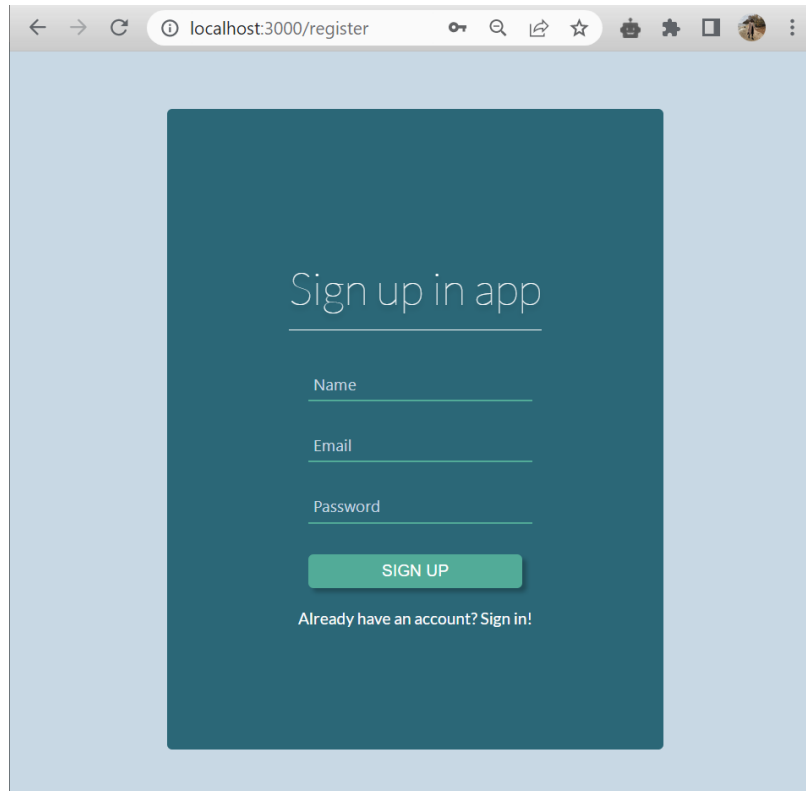 localhost:3000/register
Sign up in app
Name
Email
Password
SIGN UP
Already have an account? Sign in!